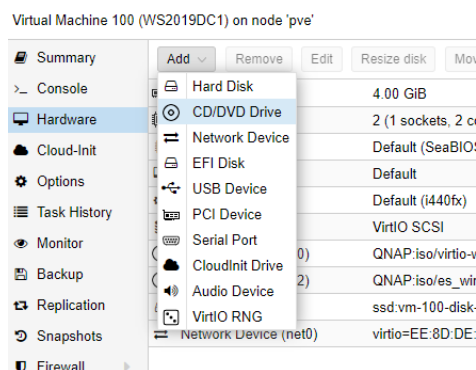 Virtual Machine 100 (WS2019DC1) on node 'pve'
Summary
Console
Hardware
Cloud-Init
Options
Task History
Monitor
Backup
Replication
Snapshots
Firewall
Add Remove Edit Resize disk Mov
Hard Disk
CD/DVD Drive
Network Device
EFI Disk
USB Device
PCI Device
Serial Port
CloudInit Drive
Audio Device
VirtIO RNG
4.00 GiB
2 (1 sockets, 2 co
Default (SeaBIOS
Default
Default (i440fx)
VirtIO SCSI
0) QNAP:iso/virtio-w
2) QNAP:iso/es_win
ssd:vm-100-disk-
Network Device (net0) virtio=EE:8D:DE: